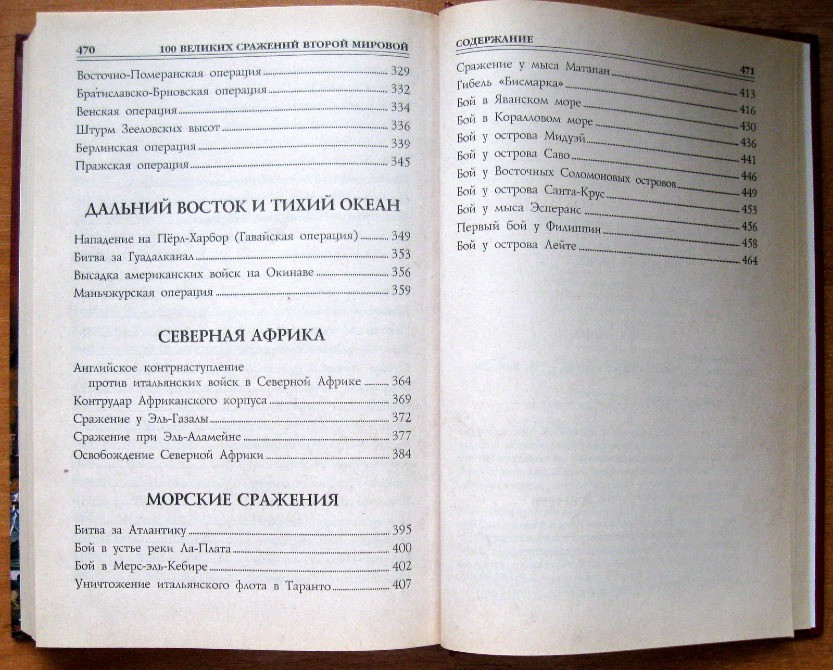 470 100 ВЕЛИКИХ СРАЖЕНИЙ ВТОРОЙ МИРОВОЙ
Восточно-Померанская операция 329
Братиславско-Брновская операция 332
Венская операция 334
Штурм Зееловских высот 336
Берлинская операция 339
Пражская операция 345
ДАЛЬНИЙ ВОСТОК И ТИХИЙ ОКЕАН
Нападение на Пёрл-Харбор (Гавайская операция) 349
Битва за Гуадалканал 353
Высадка американских войск на Окинаве 356
Маньчжурская операция 359
СЕВЕРНАЯ АФРИКА
Английское контрнаступление
против итальянских войск в Северной Африке 364
Контрудар Африканского корпуса 369
Сражение у Эль-Газалы 372
Сражение при Эль-Аламейне 377
Освобождение Северной Африки 384
МОРСКИЕ СРАЖЕНИЯ
Битва за Атлантику 395
Бой в устье реки Ла-Плата 400
Бой в Мерс-эль-Кебире 402
Уничтожение итальянского флота в Таранто 407
СОДЕРЖАНИЕ 471
Сражение у мыса Матапан 413
Гибель «Бисмарка» 416
Бой в Яванском море 430
Бой в Коралловом море 436
Бой у острова Мидуэй 441
Бой у острова Саво 446
Бой у Восточных Соломоновых островов 449
Бой у острова Санта-Крус 453
Бой у мыса Эсперанс 456
Первый бой у Филиппин 458
Бой у острова Лейте 464